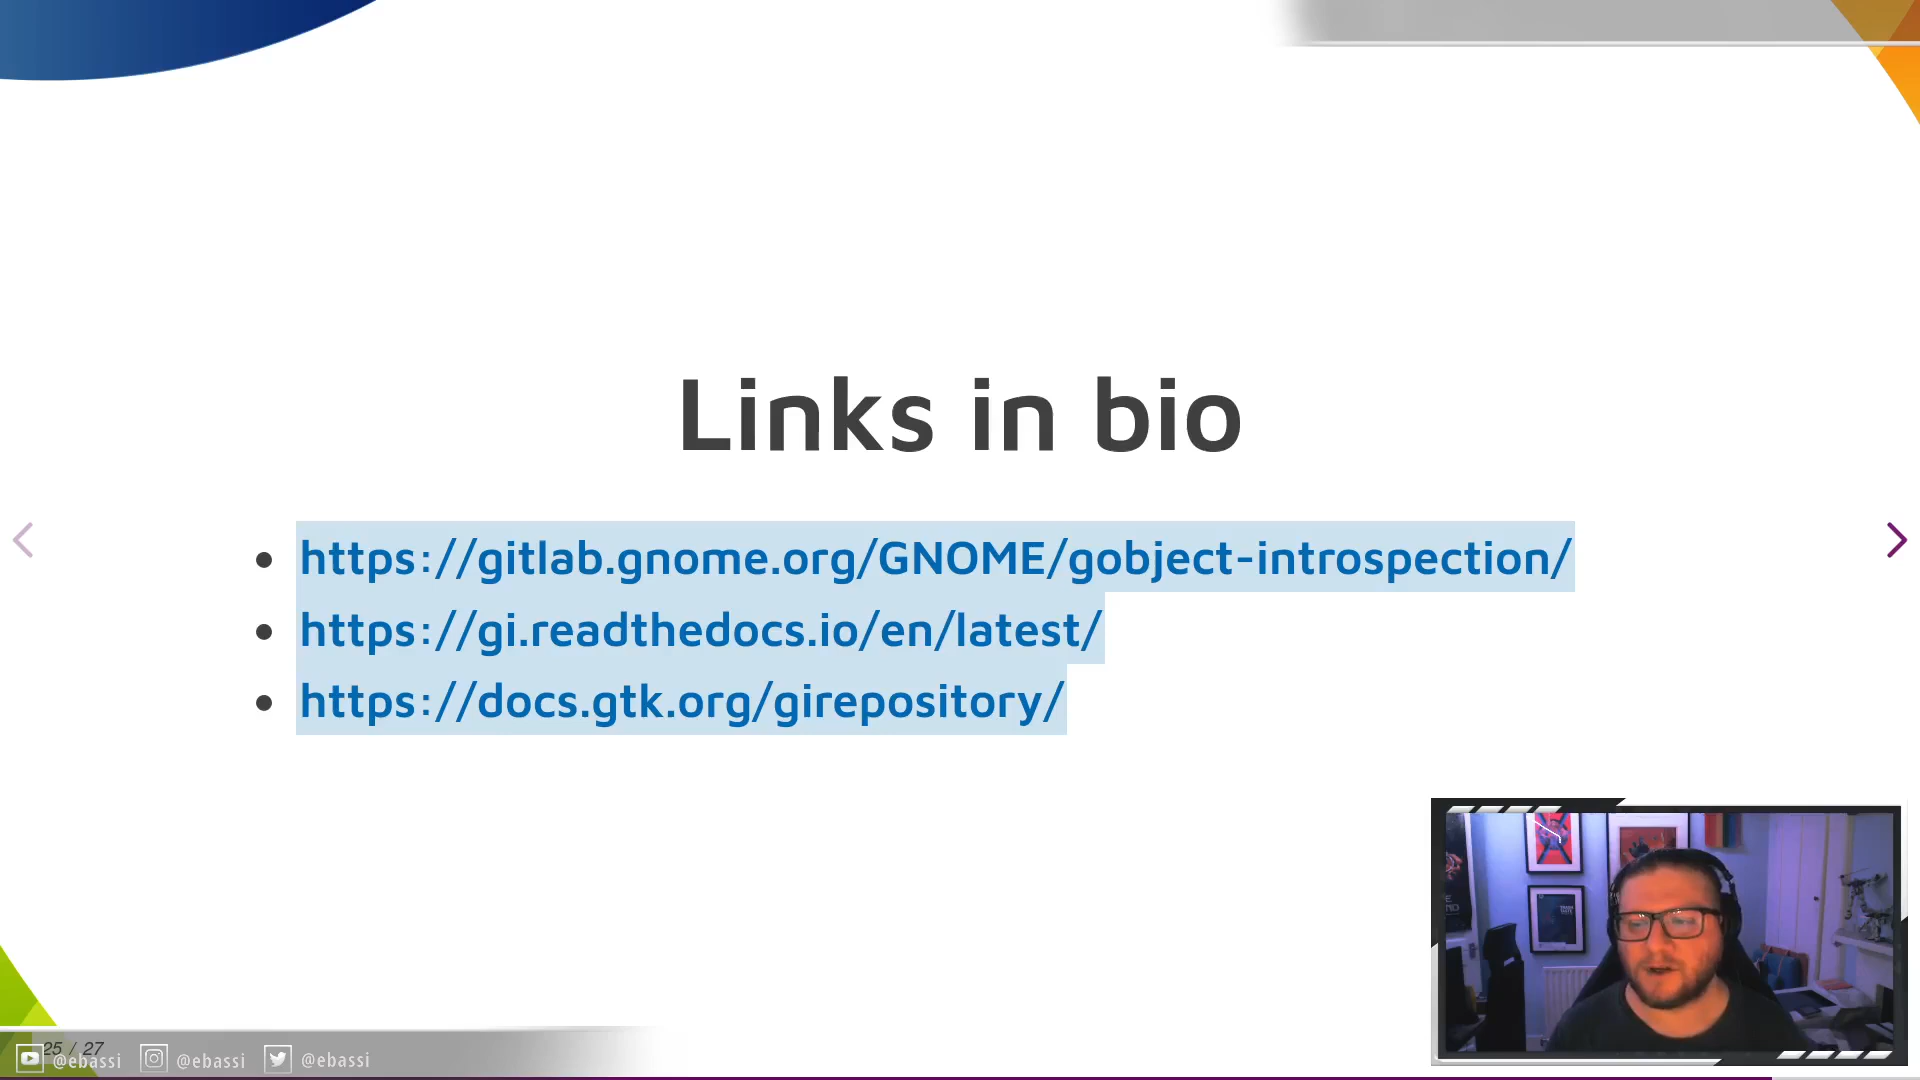 Links in bio
https://gitlab.gnome.org/GNOME/gobject-introspection/
https://gi.readthedocs.io/en/latest/
https://docs.gtk.org/girepository/
25 / 27
@ebassi @ebassi @ebassi